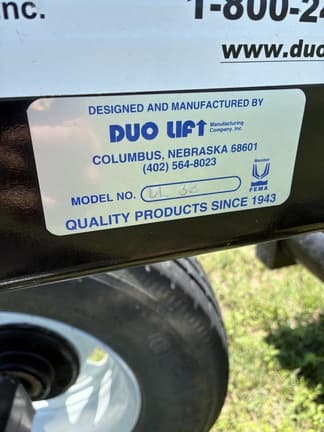 nc.
1-800-24
www.duo
DESIGNED AND MANUFACTURED BY
DUO LIFT Manufacturing Company, Inc.
COLUMBUS, NEBRASKA 68601
(402) 564-8023
Member
MODEL NO.
FEMA
QUALITY PRODUCTS SINCE 1943